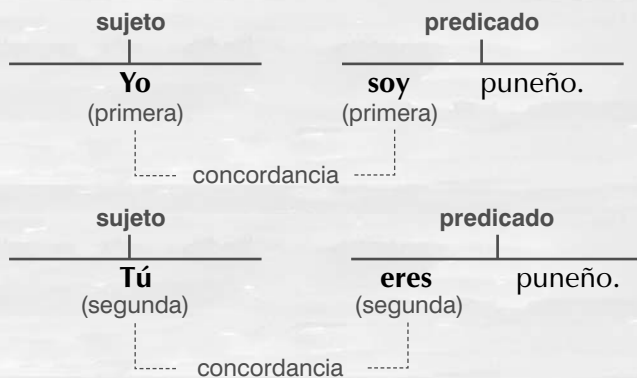 sujeto predicado
Yo soy puneño.
(primera) (primera)
concordancia
sujeto predicado
Tú eres puneño.
(segunda) (segunda)
concordancia